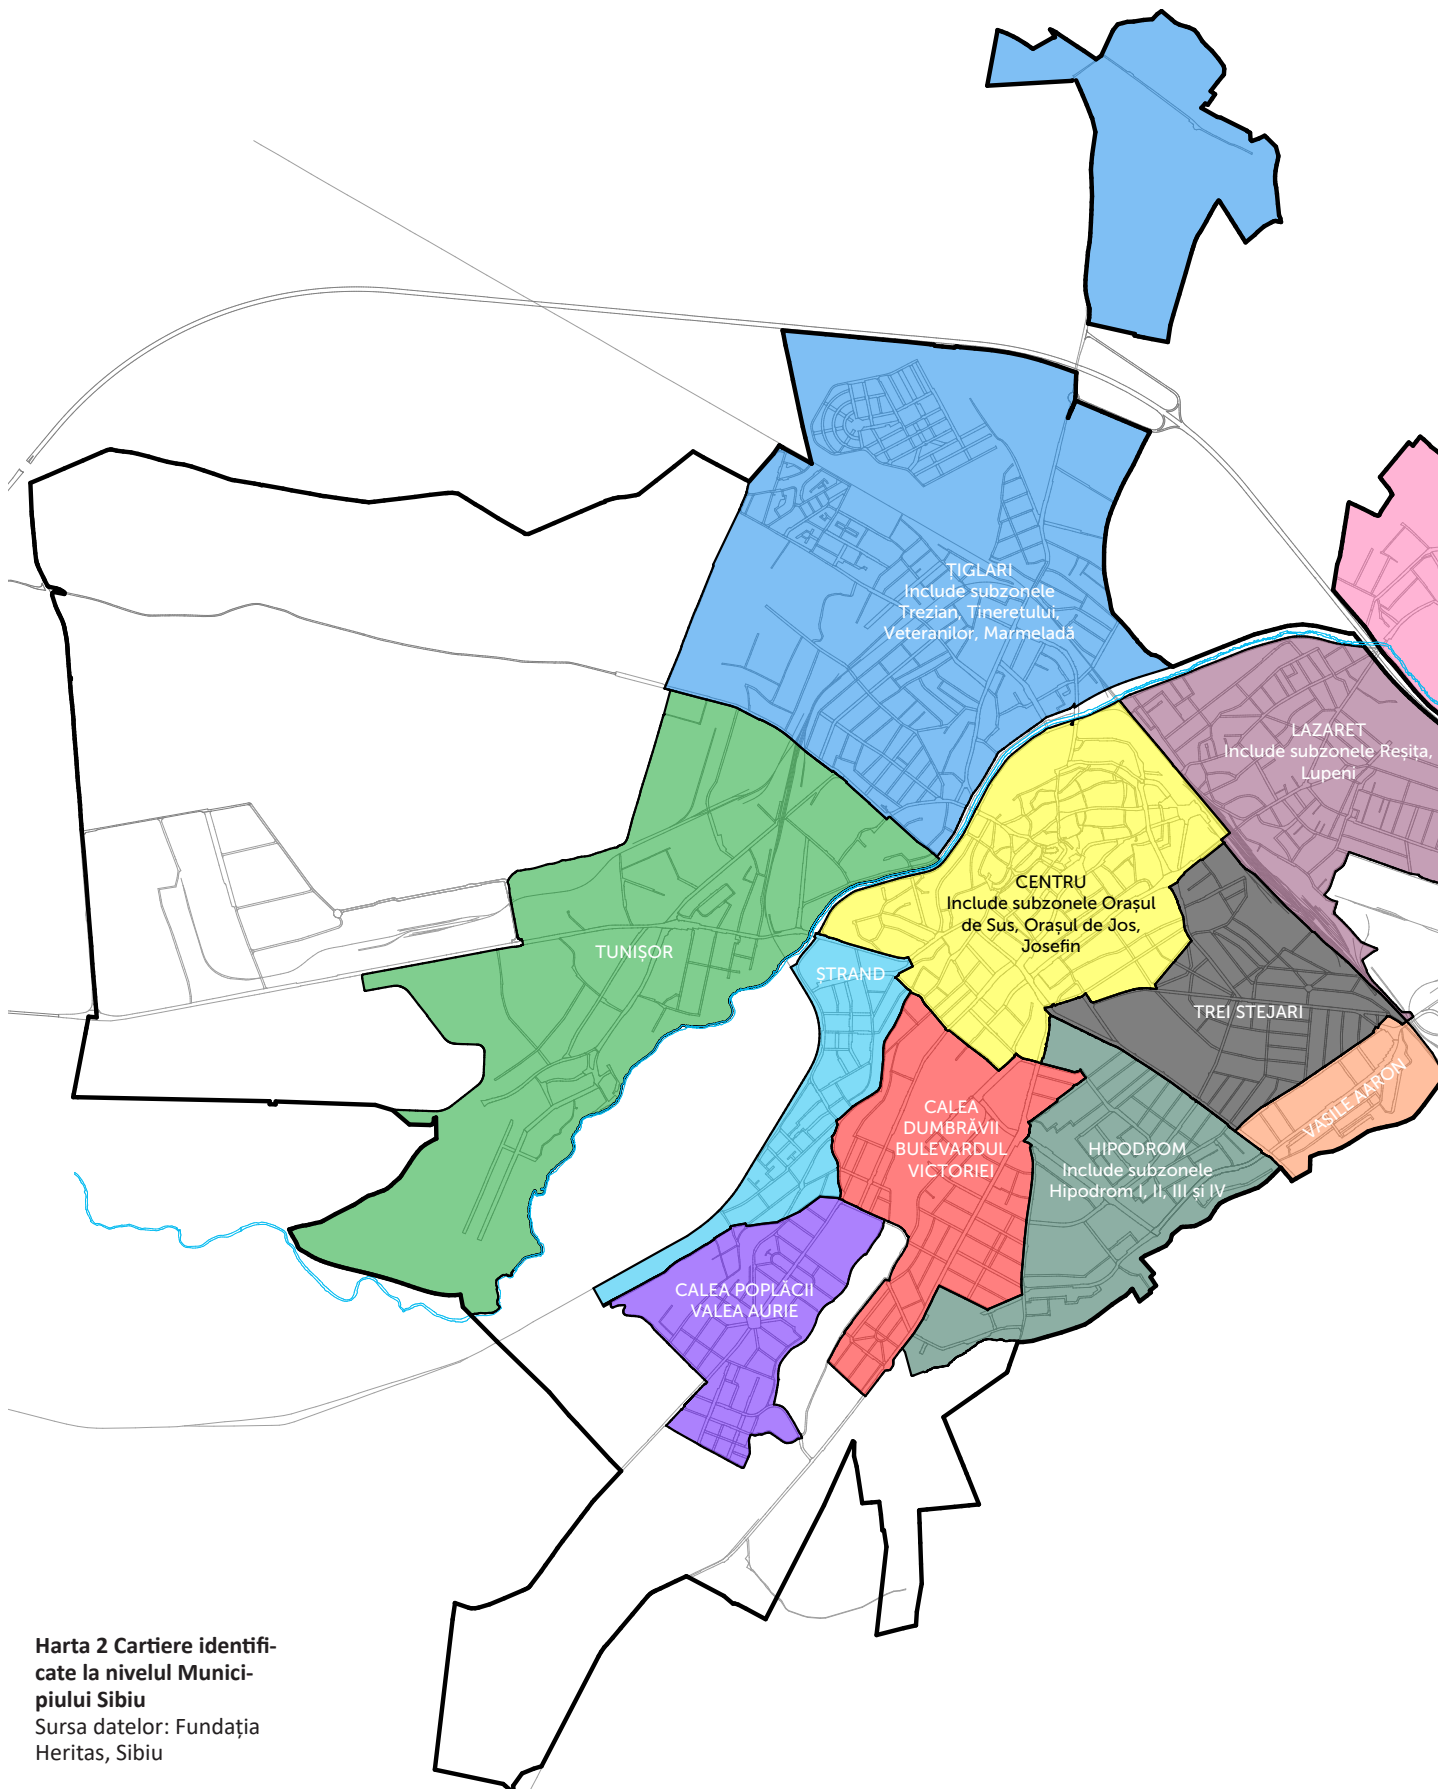 ȚIGLARI
Include subzonele
Trezian, Tineretului,
Veteranilor, Marmeladă
LAZARET
Include subzonele Reșița,
Lupeni
CENTRU
Include subzonele Orașul
de Sus, Orașul de Jos,
Josefin
TUNIȘOR
ȘTRAND
TREI STEJARI
VASILE AARON
CALEA
DUMBRĂVII
BULEVARDUL
VICTORIEI
HIPODROM
Include subzonele
Hipodrom I, II, III și IV
CALEA POPLĂCII
VALEA AURIE
Harta 2 Cartiere identifi-
cate la nivelul Munici-
piului Sibiu
Sursa datelor: Fundația
Heritas, Sibiu